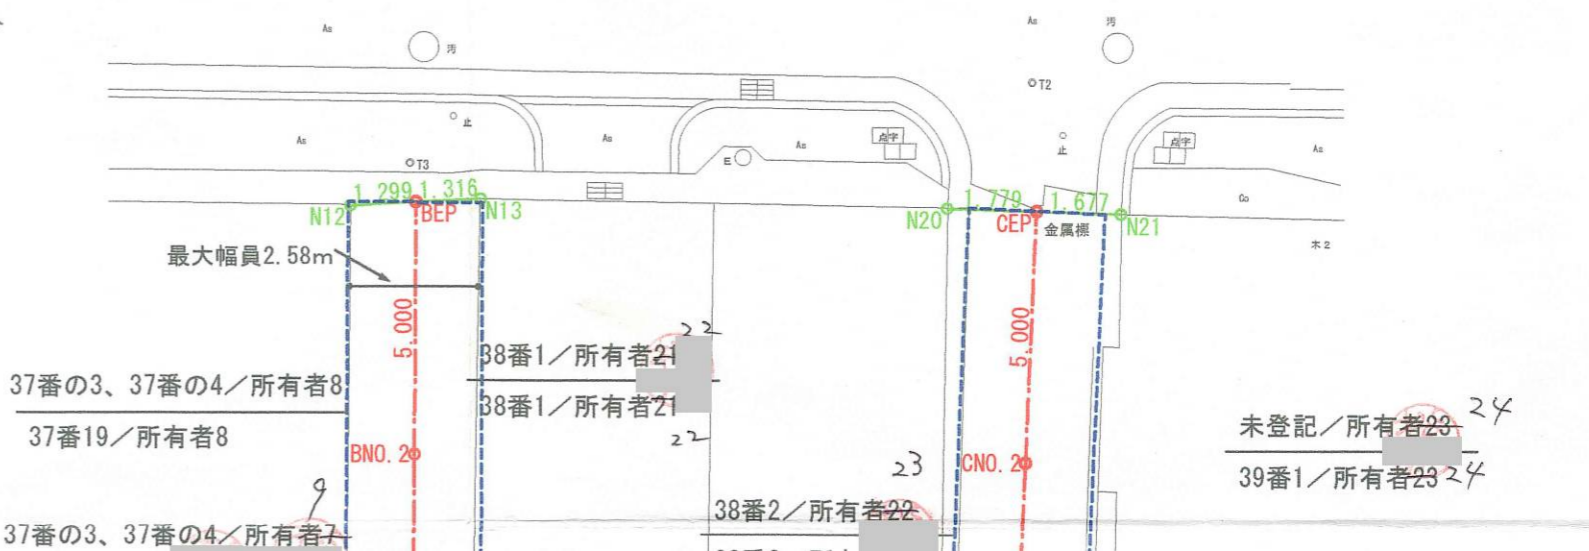 As
汚
As
汚
T2
止
As
As
As
点字
止
点字
As
T3
E
1.299
1.316
1.779
1.677
Co
N12
BEP
N13
N20
CEP
金属標
N21
木2
最大幅員2.58m
5.000
5.000
22
38番1/所有者21
38番1/所有者21
22
37番の3、37番の4/所有者8
37番19/所有者8
24
未登記/所有者23
39番1/所有者23 24
BNO.2
CNO.2
23
38番2/所有者22
9
37番の3、37番の4/所有者7